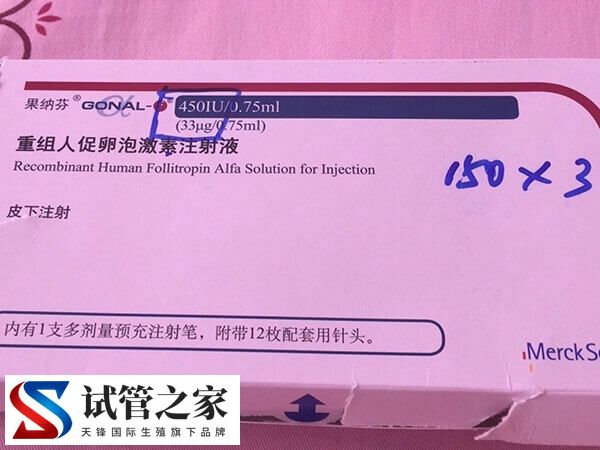 果纳芬®GONAL-f® 450IU/0.75ml
(33μg/0.75ml)
重组人促卵泡激素注射液
Recombinant Human Follitropin Alfa Solution for Injection
150 × 3
皮下注射
内有1支多剂量预充注射笔，附带12枚配套用针头。
MerckSe
试管之家
天锋国际生殖旗下品牌